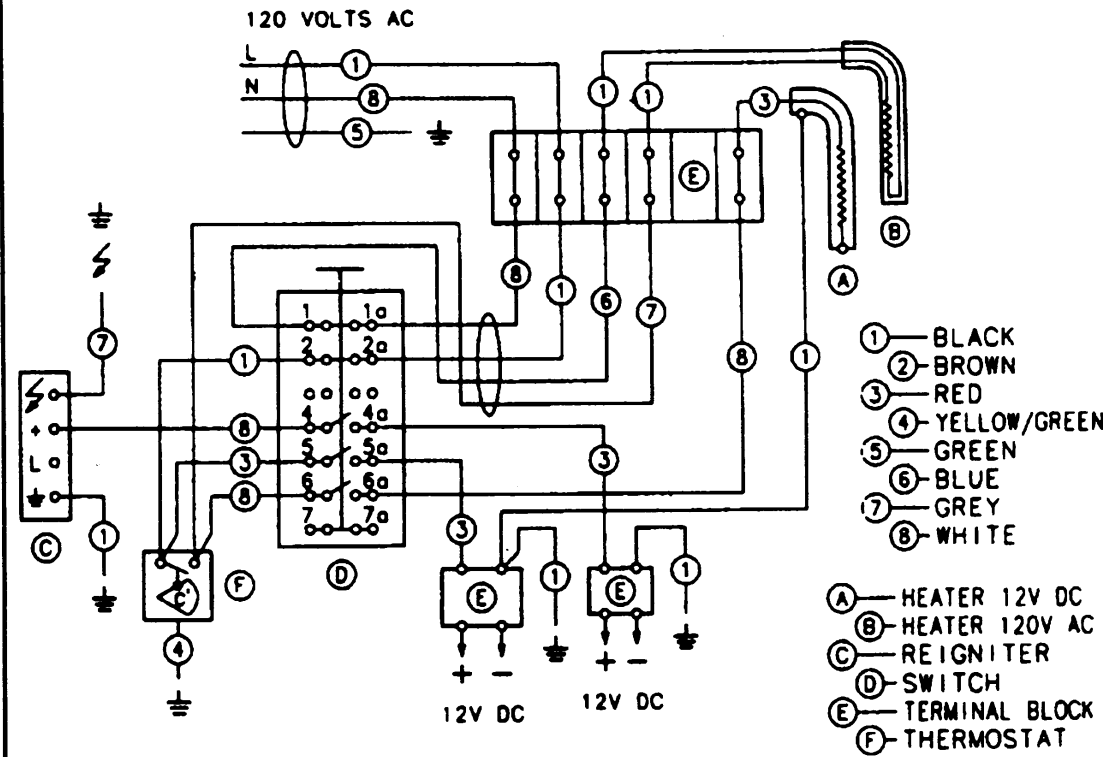 120 VOLTS AC
L
1
N
8
5
1
1
3
E
B
A
8
1
6
7
8
1
7
1
1a
2
2a
1
4
4a
8
5
5a
3
6
6a
8
7
7a
+
L
1
C
C
F
D
4
3
3
E
1
E
1
+ -
+ -
12V DC
12V DC
1 BLACK
2 BROWN
3 RED
4 YELLOW/GREEN
5 GREEN
6 BLUE
7 GREY
8 WHITE
A HEATER 12V DC
B HEATER 120V AC
C REIGNITER
D SWITCH
E TERMINAL BLOCK
F THERMOSTAT